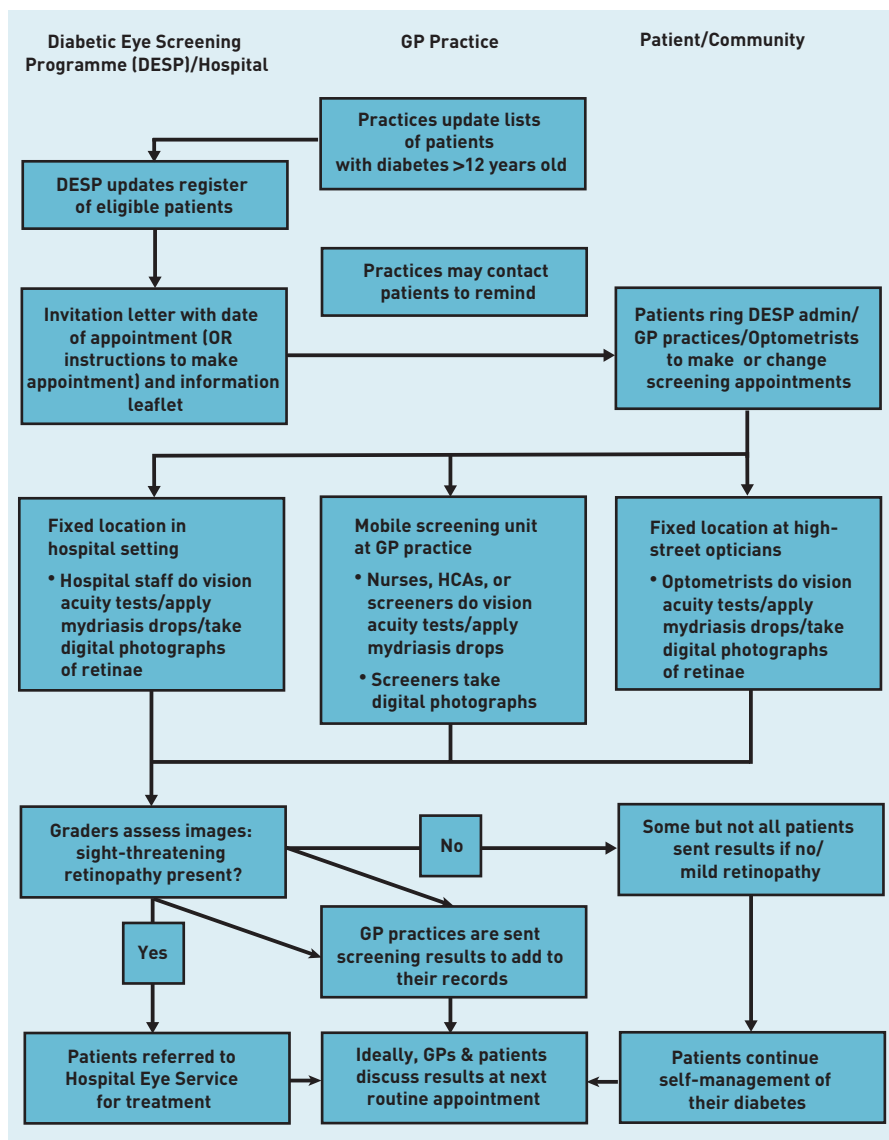 Diabetic Eye Screening
Programme (DESP)/Hospital
GP Practice
Patient/Community
Practices update lists
of patients
with diabetes >12 years old
DESP updates register
of eligible patients
Practices may contact
patients to remind
Invitation letter with date
of appointment (OR
instructions to make
appointment) and information
leaflet
Patients ring DESP admin/
GP practices/Optometrists
to make or change
screening appointments
Fixed location in
hospital setting
• Hospital staff do vision
acuity tests/apply
mydriasis drops/take
digital photographs
of retinae
Mobile screening unit
at GP practice
• Nurses, HCAs, or
screeners do vision
acuity tests/apply
mydriasis drops
• Screeners take
digital photographs
Fixed location at high-
street opticians
• Optometrists do vision
acuity tests/apply
mydriasis drops/take
digital photographs
of retinae
Graders assess images:
sight-threatening
retinopathy present?
No
Some but not all patients
sent results if no/
mild retinopathy
Yes
GP practices are sent
screening results to add to
their records
Patients referred to
Hospital Eye Service
for treatment
Ideally, GPs & patients
discuss results at next
routine appointment
Patients continue
self-management of
their diabetes